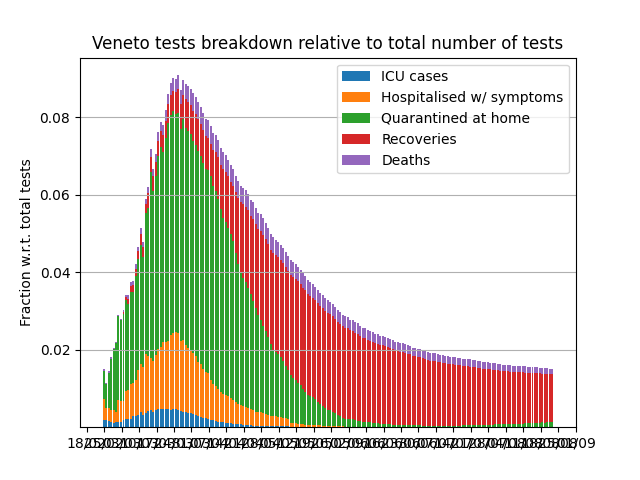 Veneto tests breakdown relative to total number of tests
ICU cases
Hospitalised w/ symptoms
Quarantined at home
Recoveries
Deaths
Fraction w.r.t. total tests
0.08
0.06
0.04
0.02